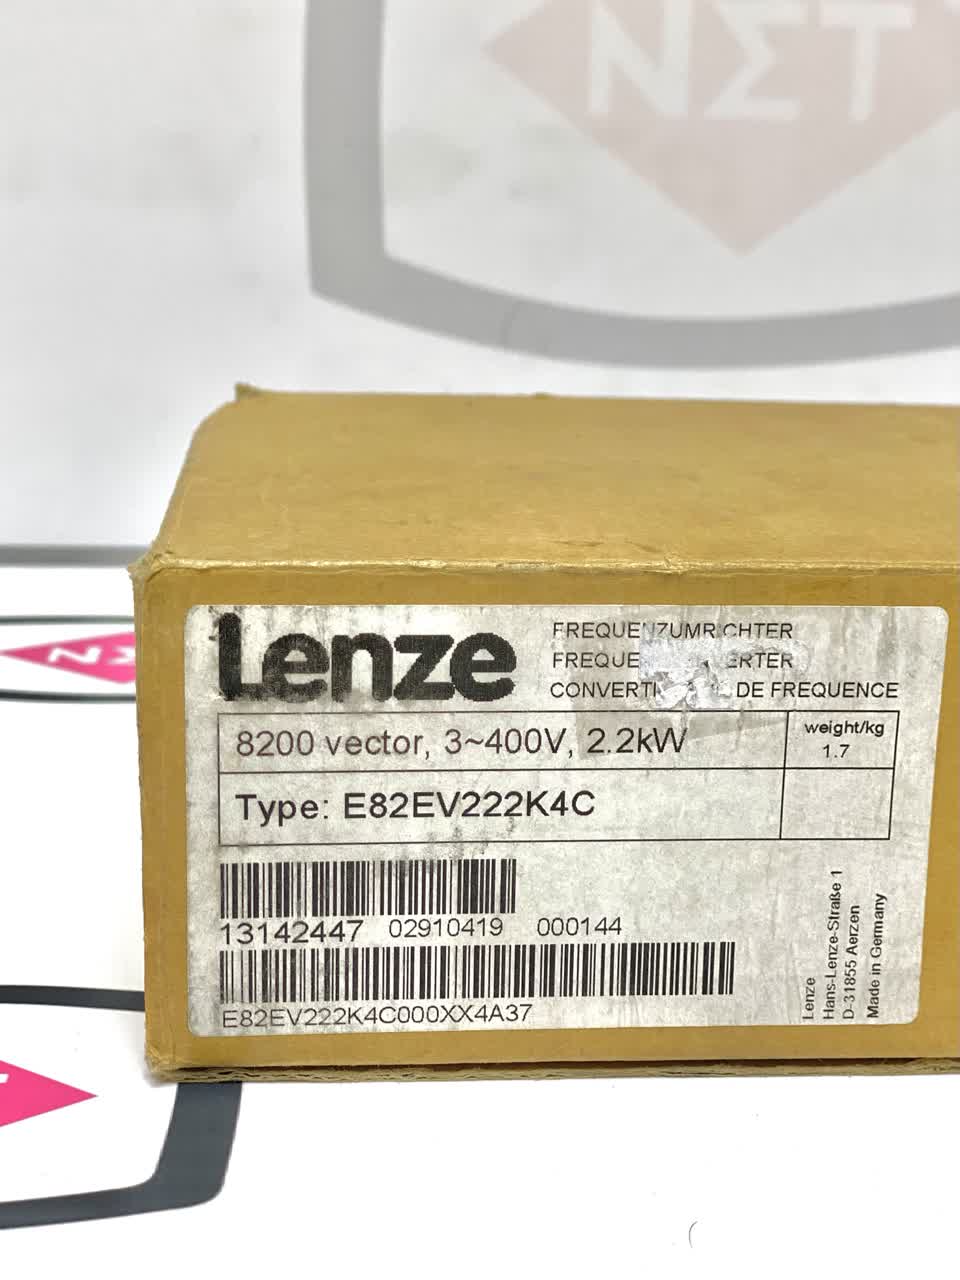 NΣT
Lenze
FREQUENZUMRICHTER
FREQUE ERTER
CONVERTI DE FREQUENCE
8200 vector, 3~400V, 2.2kW
weight/kg
1.7
Type: E82EV222K4C
13142447 02910419 000144
E82EV222K4C000XX4A37
Lenze
Hans-Lenze-Straße 1
D-31855 Aerzen
Made in Germany